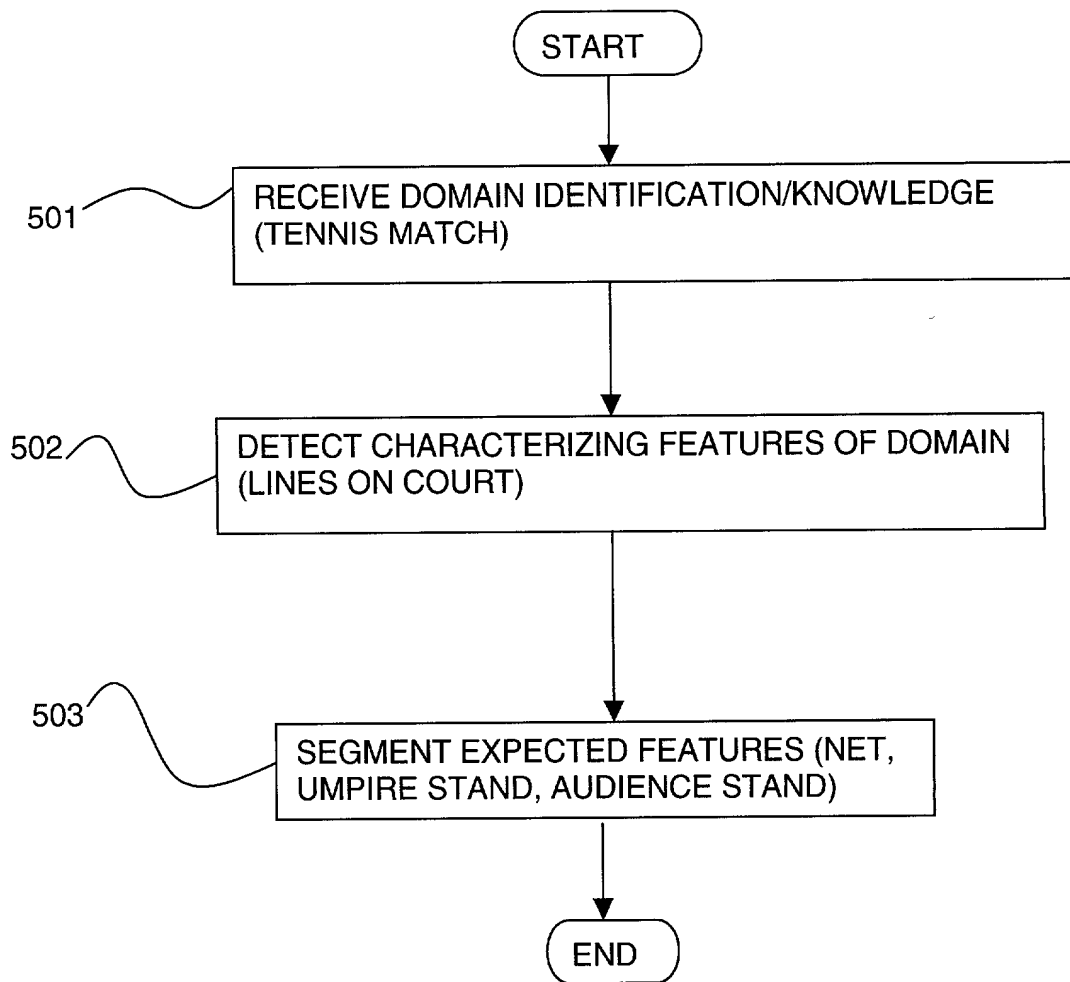 START
501
RECEIVE DOMAIN IDENTIFICATION/KNOWLEDGE
(TENNIS MATCH)
502
DETECT CHARACTERIZING FEATURES OF DOMAIN
(LINES ON COURT)
503
SEGMENT EXPECTED FEATURES (NET,
UMPIRE STAND, AUDIENCE STAND)
END